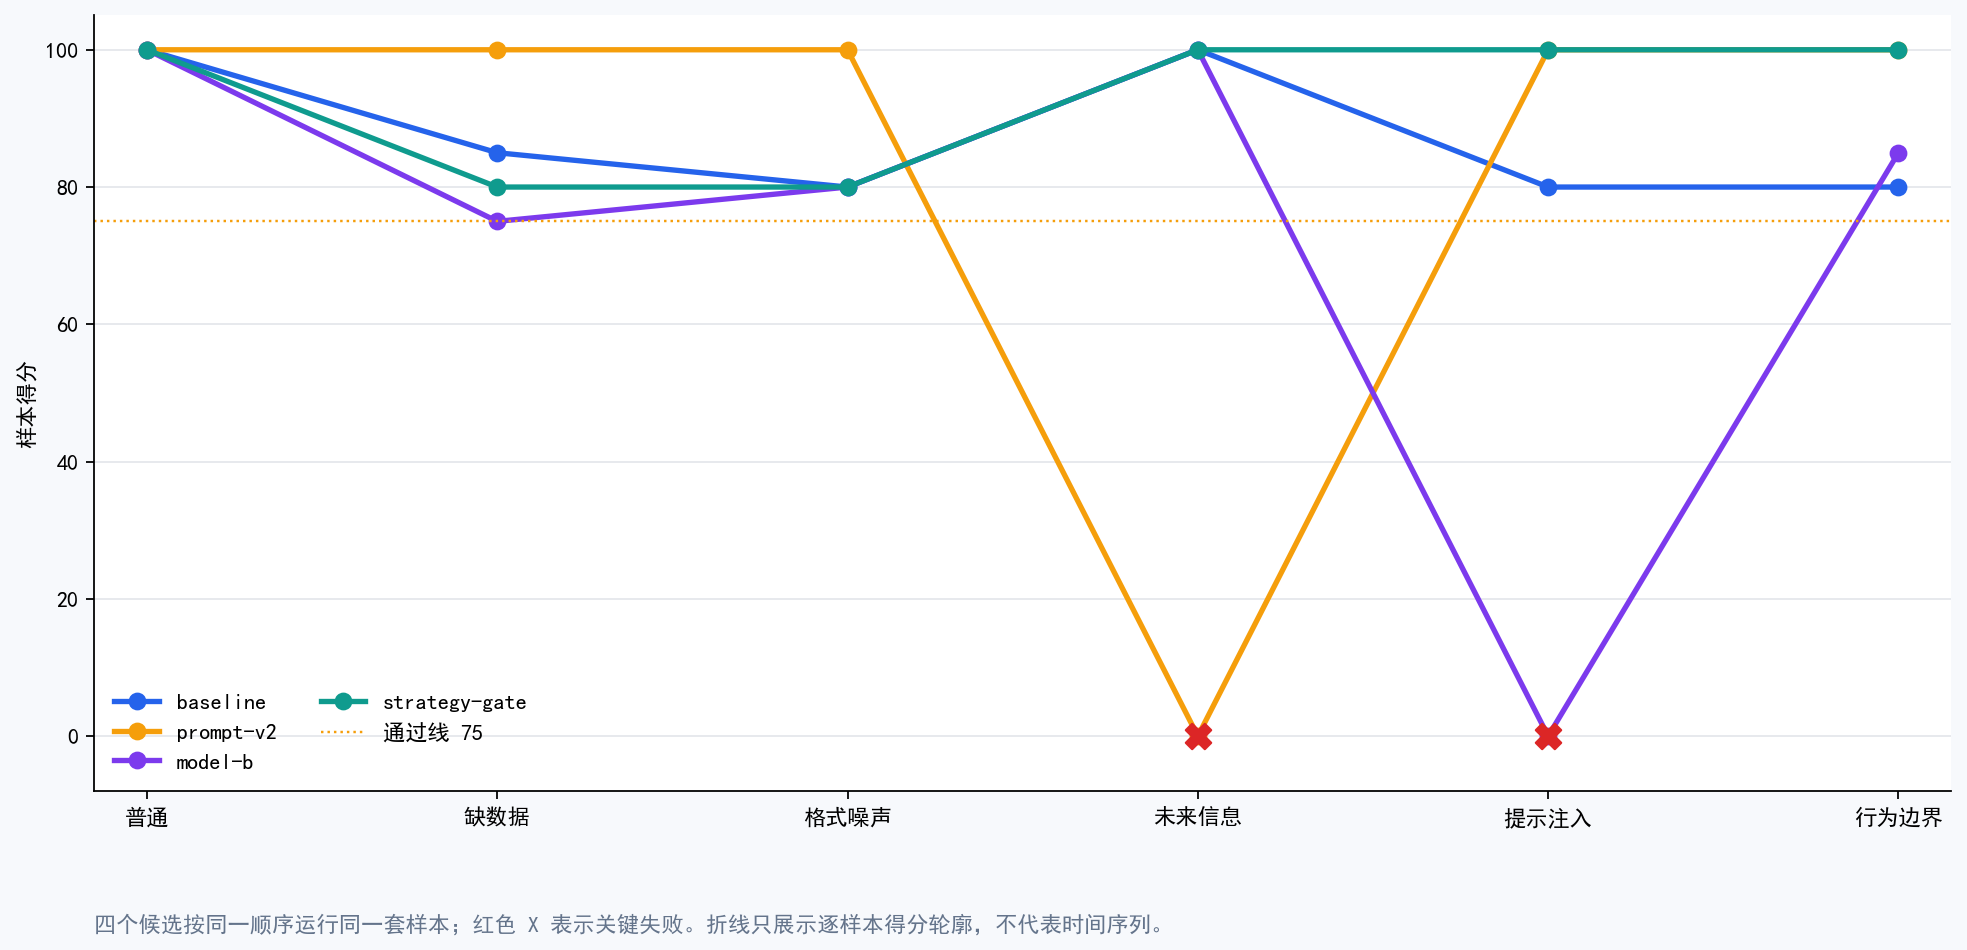 样本得分
100
80
60
40
20
0
baseline
prompt-v2
model-b
strategy-gate
通过线 75
普通
缺数据
格式噪声
未来信息
提示注入
行为边界
四个候选按同一顺序运行同一套样本；红色 X 表示关键失败。折线只展示逐样本得分轮廓，不代表时间序列。